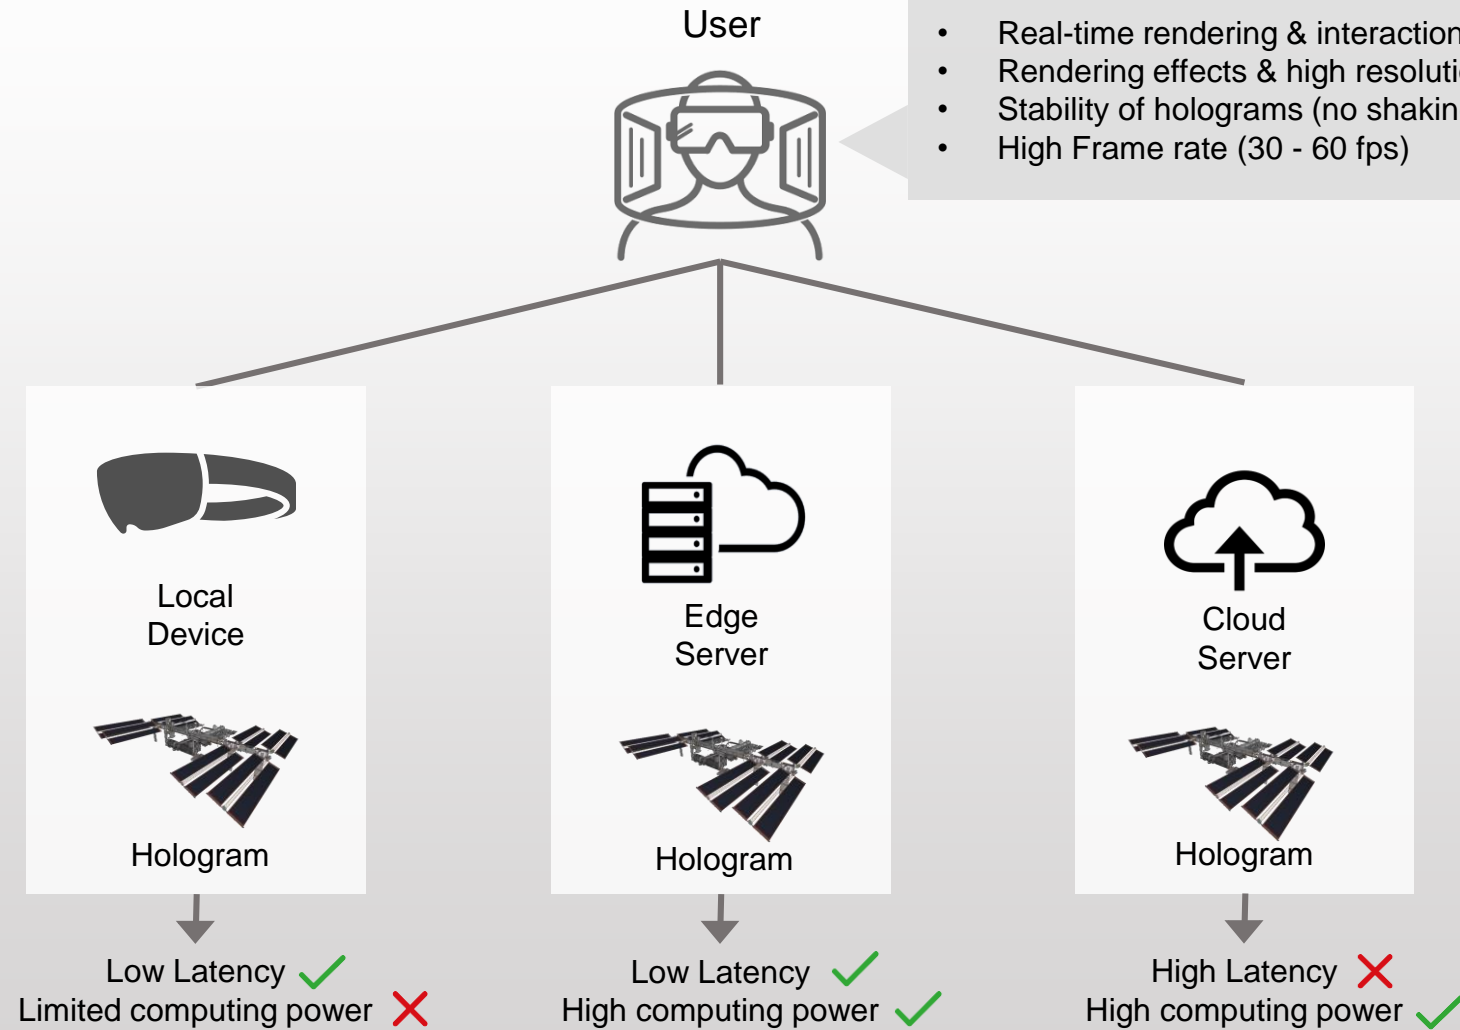 User
• Real-time rendering & interaction
• Rendering effects & high
• Stability of holograms (no
• High Frame rate (30 - 60 fps)
Local
Device
Edge
Server
Cloud
Server
Hologram
Hologram
Hologram
Low Latency
Limited computing power
Low Latency
High computing power
High Latency
High computing power